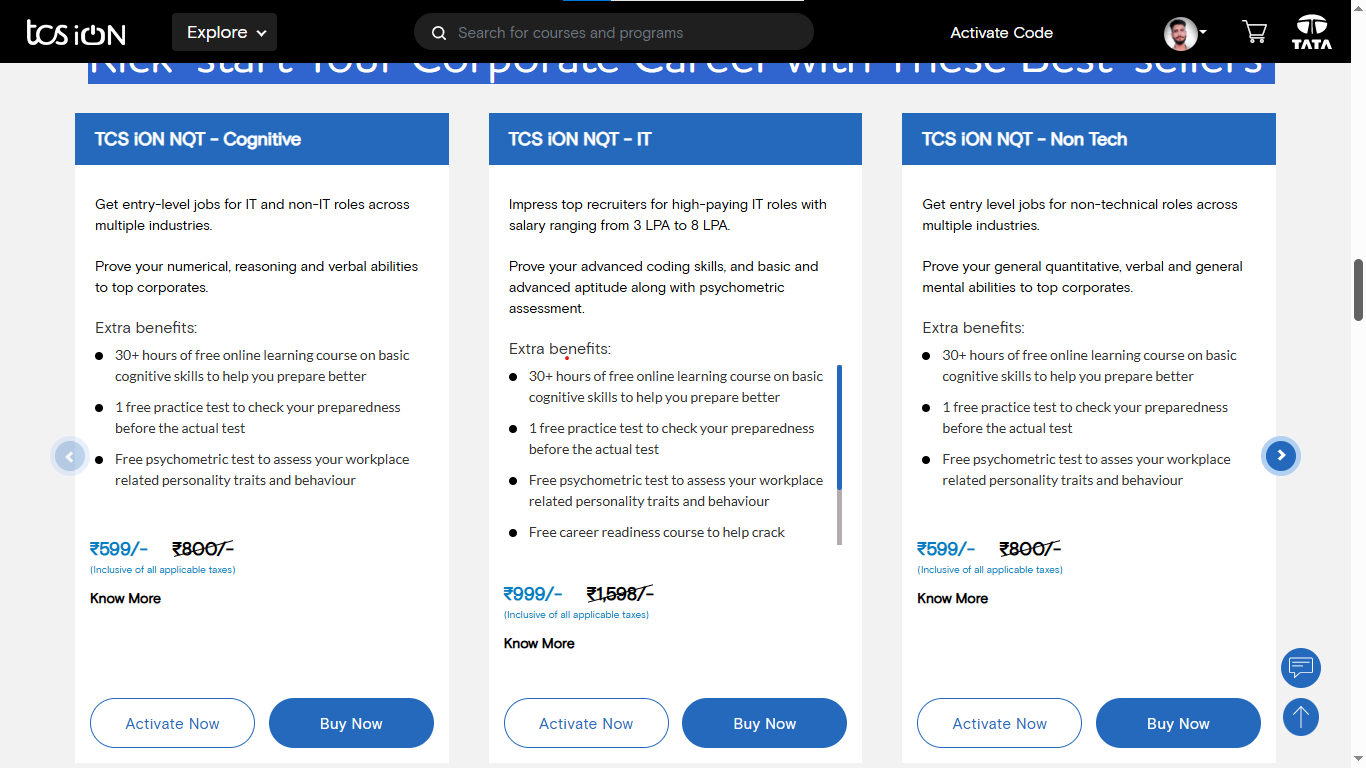 tcs iON
Explore
Search for courses and programs
Activate Code
TATA
Kick-start Your Corporate Career with These Best-sellers
TCS iON NQT - Cognitive
Get entry-level jobs for IT and non-IT roles across
multiple industries.
Prove your numerical, reasoning and verbal abilities
to top corporates.
Extra benefits:
30+ hours of free online learning course on basic
cognitive skills to help you prepare better
1 free practice test to check your preparedness
before the actual test
Free psychometric test to assess your workplace
related personality traits and behaviour
₹599/- ₹800/-
(Inclusive of all applicable taxes)
Know More
Activate Now
Buy Now
TCS iON NQT - IT
Impress top recruiters for high-paying IT roles with
salary ranging from 3 LPA to 8 LPA.
Prove your advanced coding skills, and basic and
advanced aptitude along with psychometric
assessment.
Extra benefits:
30+ hours of free online learning course on basic
cognitive skills to help you prepare better
1 free practice test to check your preparedness
before the actual test
Free psychometric test to assess your workplace
related personality traits and behaviour
Free career readiness course to help crack
₹999/- ₹1,598/-
(Inclusive of all applicable taxes)
Know More
Activate Now
Buy Now
TCS iON NQT - Non Tech
Get entry level jobs for non-technical roles across
multiple industries.
Prove your general quantitative, verbal and general
mental abilities to top corporates.
Extra benefits:
30+ hours of free online learning course on basic
cognitive skills to help you prepare better
1 free practice test to check your preparedness
before the actual test
Free psychometric test to asses your workplace
related personality traits and behaviour
₹599/- ₹800/-
(Inclusive of all applicable taxes)
Know More
Activate Now
Buy Now